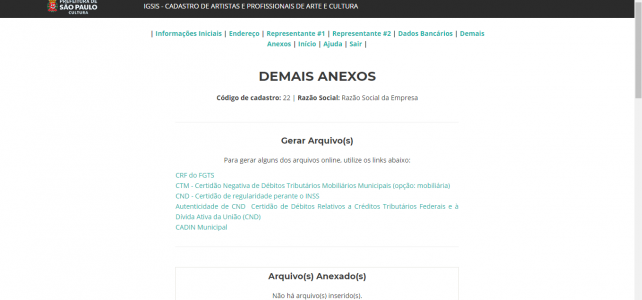 PREFEITURA DE
SÃO PAULO
CULTURA
IGSIS - CADASTRO DE ARTISTAS E PROFISSIONAIS DE ARTE E CULTURA
| Informações Iniciais | Endereço | Representante #1 | Representante #2 | Dados Bancários | Demais
Anexos | Início | Ajuda | Sair |
DEMAIS ANEXOS
Código de cadastro: 22 | Razão Social: Razão Social da Empresa
Gerar Arquivo(s)
Para gerar alguns dos arquivos online, utilize os links abaixo:
CRF do FGTS
CTM - Certidão Negativa de Débitos Tributários Mobiliários Municipais (opção: mobiliária)
CND - Certidão de regularidade perante o INSS
Autenticidade de CND Certidão de Débitos Relativos a Créditos Tributários Federais e à
Dívida Ativa da União (CND)
CADIN Municipal
Arquivo(s) Anexado(s)
Não há arquivo(s) inserido(s).